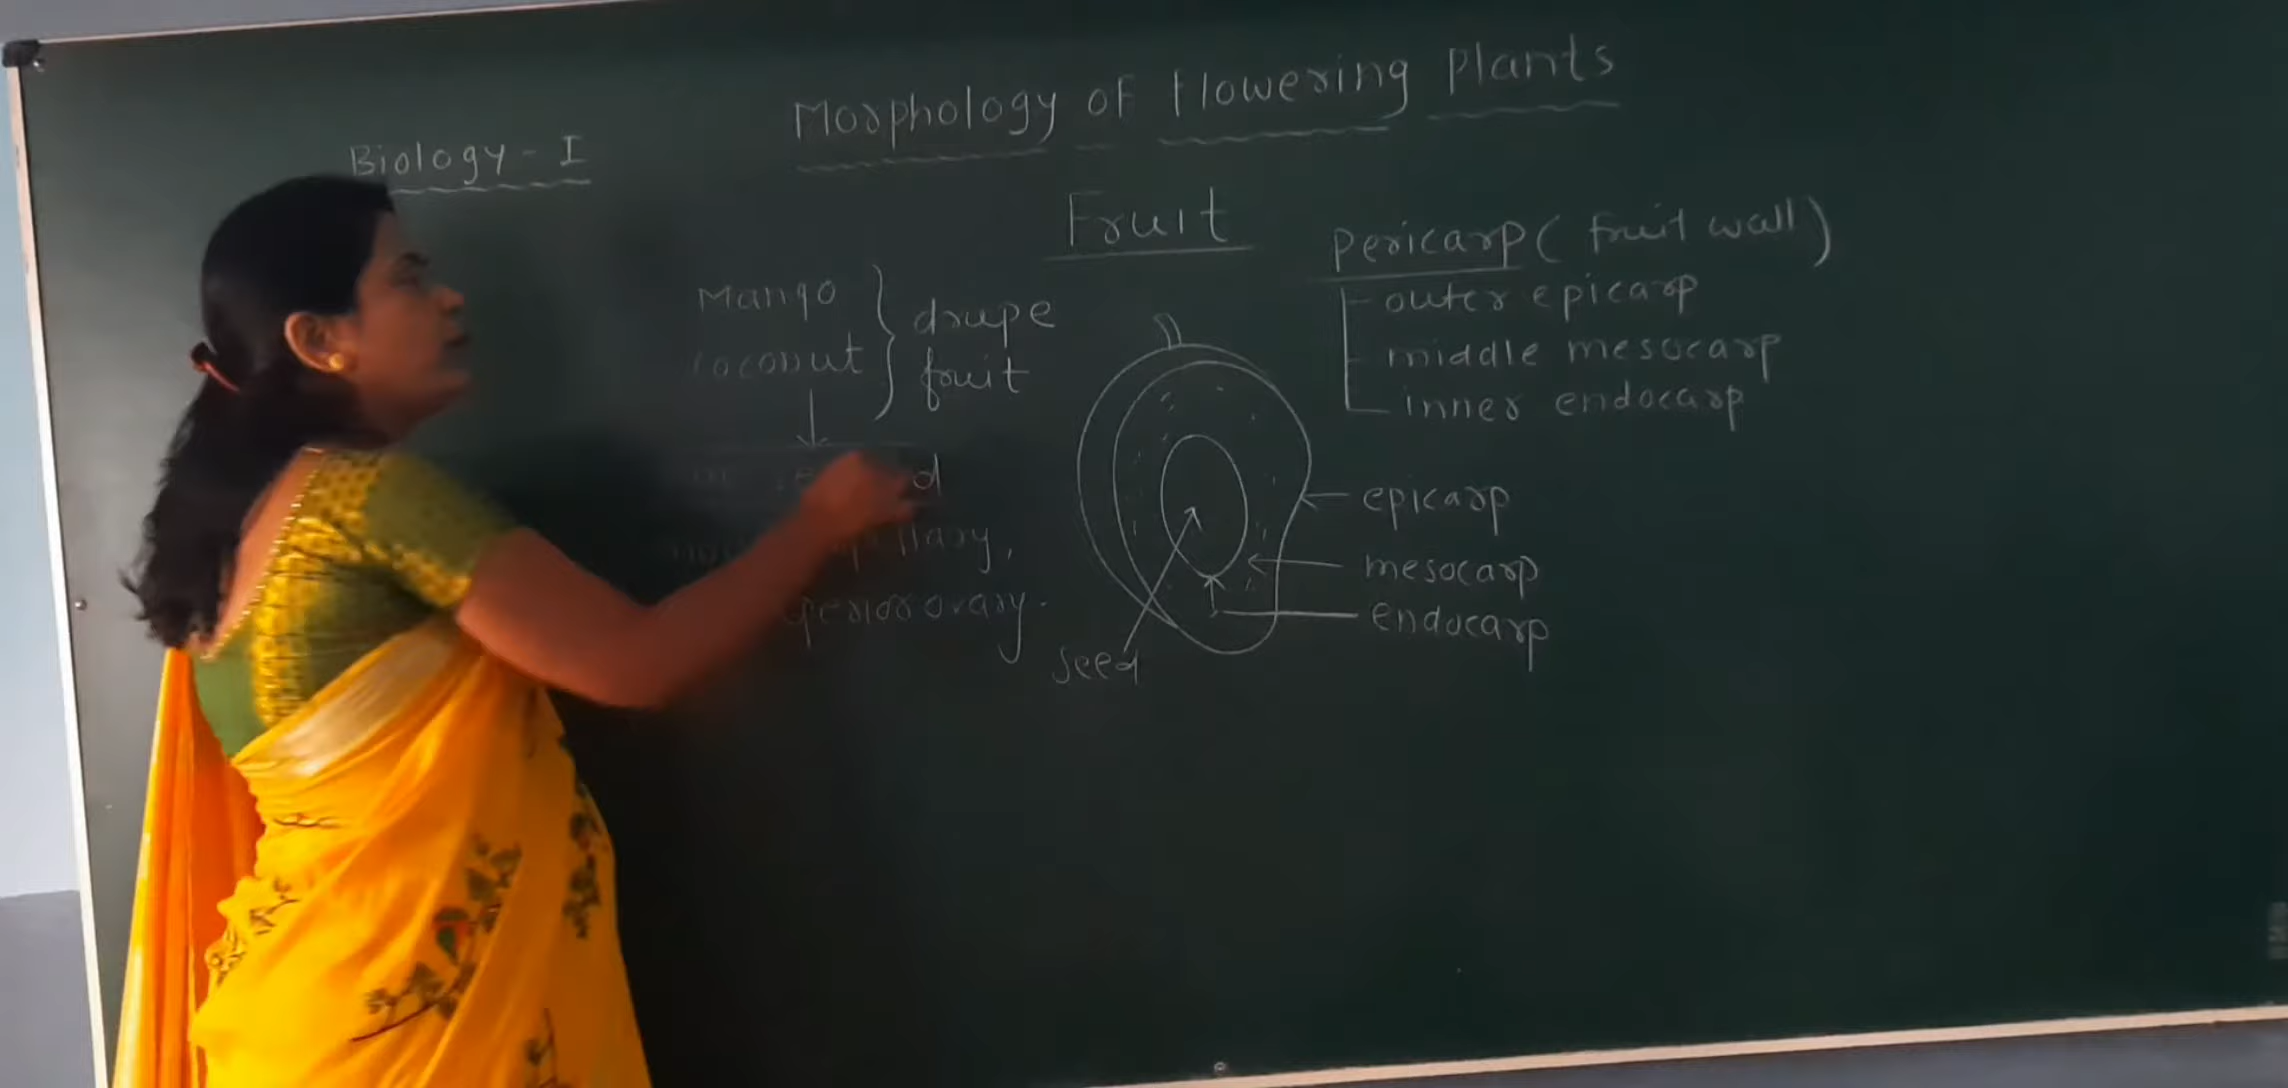 Morphology of flowering Plants
Biology - I
Fruit
Pericarp ( fruit wall )
outer epicarp
middle mesocarp
inner endocarp
Mango
coconut
drupe
fruit
epicarp
mesocarp
endocarp
Seed
ovary.